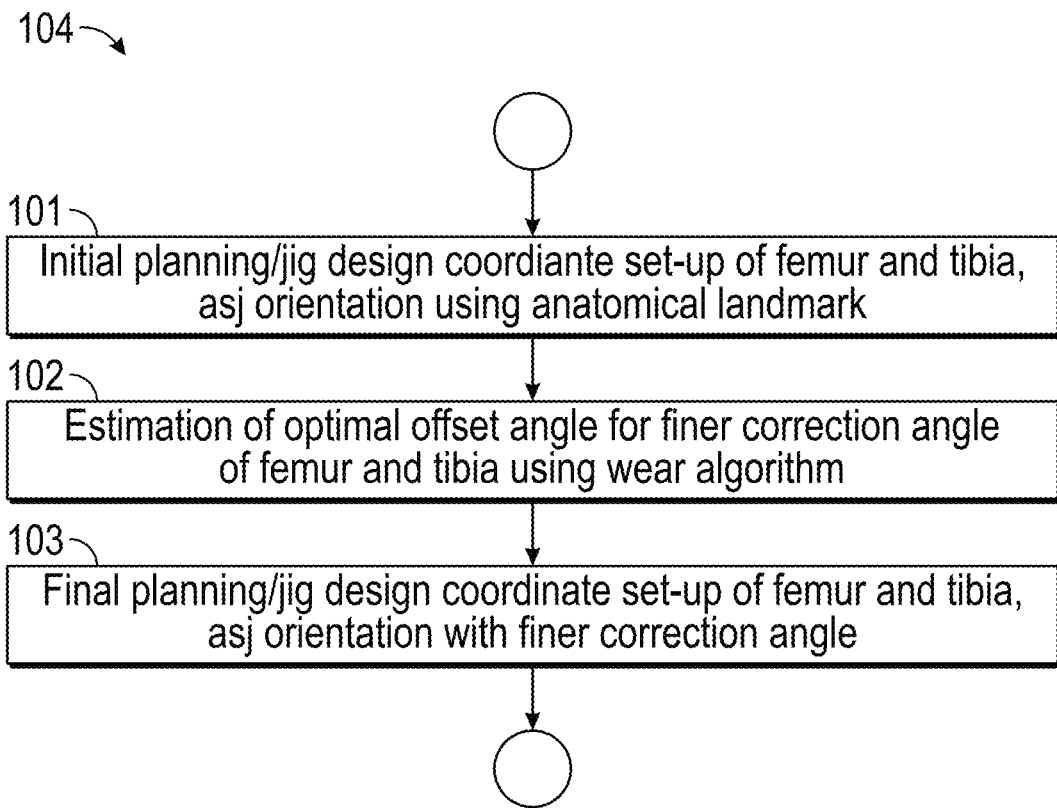 104
101
Initial planning/jig design coordiante set-up of femur and tibia,
asj orientation using anatomical landmark
102
Estimation of optimal offset angle for finer correction angle
of femur and tibia using wear algorithm
103
Final planning/jig design coordinate set-up of femur and tibia,
asj orientation with finer correction angle